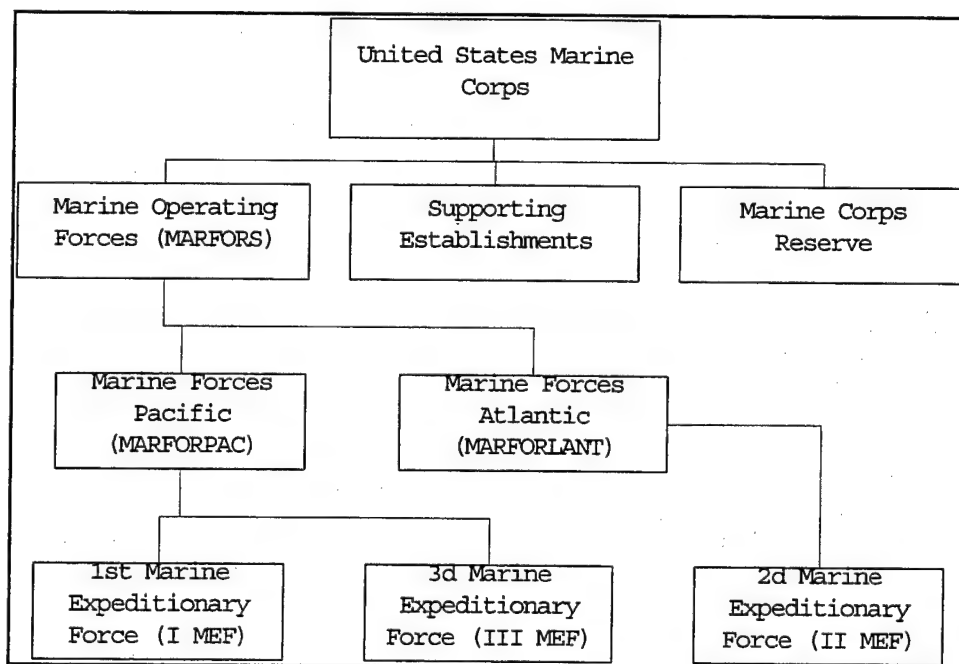 United States Marine
Corps
Marine Operating
Forces (MARFORS)
Supporting
Establishments
Marine Corps
Reserve
Marine Forces
Pacific
(MARFORPAC)
Marine Forces
Atlantic
(MARFORLANT)
1st Marine
Expeditionary
Force (I MEF)
3d Marine
Expeditionary
Force (III MEF)
2d Marine
Expeditionary
Force (II MEF)